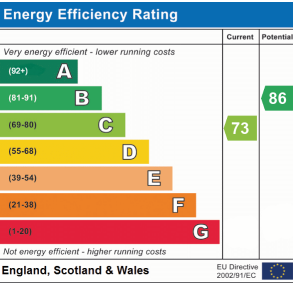 Energy Efficiency Rating
Current Potential
Very energy efficient - lower running costs
(92+) A
(81-91) B
86
(69-80) C
73
(55-68) D
(39-54) E
(21-38) F
(1-20) G
Not energy efficient - higher running costs
England, Scotland & Wales
EU Directive
2002/91/EC